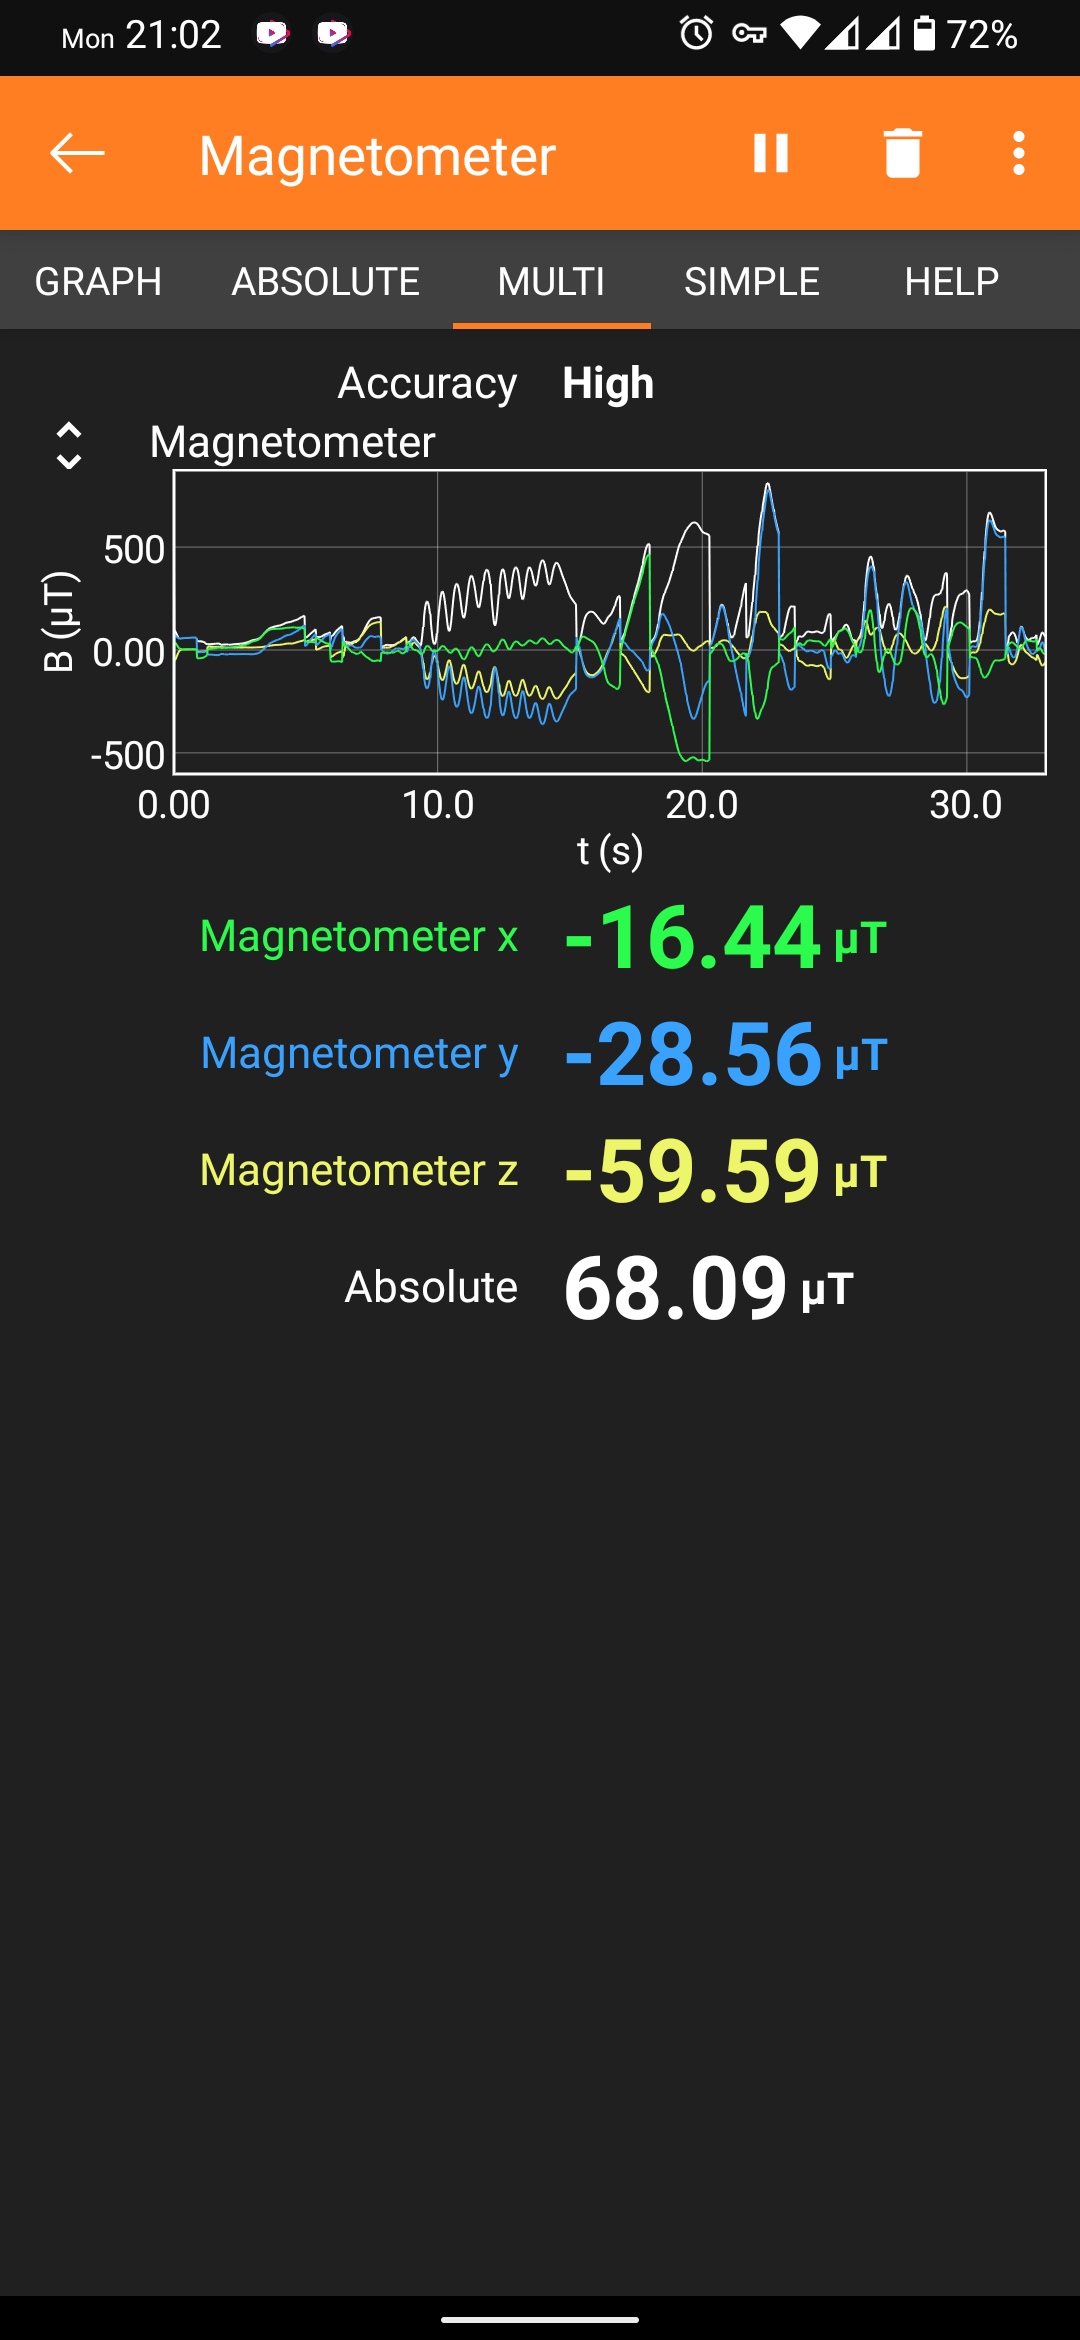 Mon 21:02 72%
Magnetometer
GRAPH ABSOLUTE MULTI SIMPLE HELP
Accuracy High
Magnetometer
B (µT)
500
0.00
-500
0.00 10.0 20.0 30.0
t (s)
Magnetometer x -16.44 µT
Magnetometer y -28.56 µT
Magnetometer z -59.59 µT
Absolute 68.09 µT